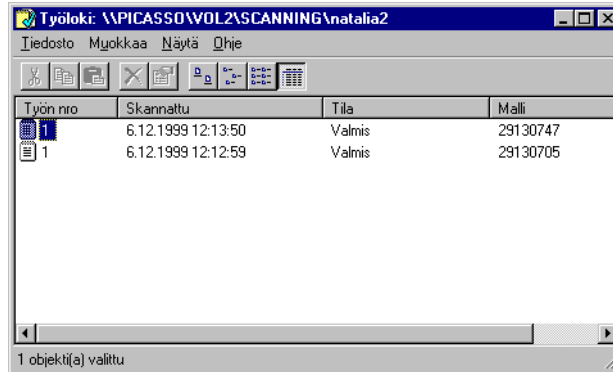 Työloki: \\PICASSO\VOL2\SCANNING\natalia2
Tiedosto Muokkaa Näytä Ohje
Työn nro Skannattu Tila Malli
1 6.12.1999 12:13:50 Valmis 29130747
1 6.12.1999 12:12:59 Valmis 29130705
1 objekti(a) valittu